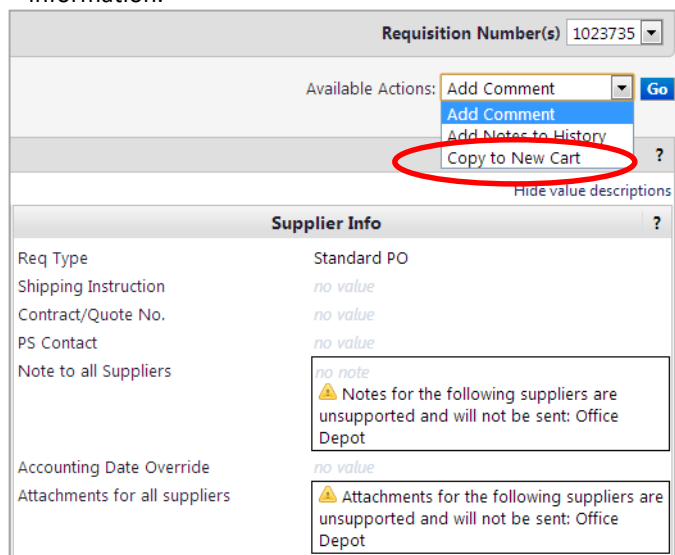 information.
Requisition Number(s) 1023735
Available Actions: Add Comment Go
Add Comment
Add Notes to History
Copy to New Cart ?
Hide value descriptions
Supplier Info ?
Req Type Standard PO
Shipping Instruction no value
Contract/Quote No. no value
PS Contact no value
Note to all Suppliers no note
Notes for the following suppliers are
unsupported and will not be sent: Office
Depot
Accounting Date Override no value
Attachments for all suppliers Attachments for the following suppliers are
unsupported and will not be sent: Office
Depot